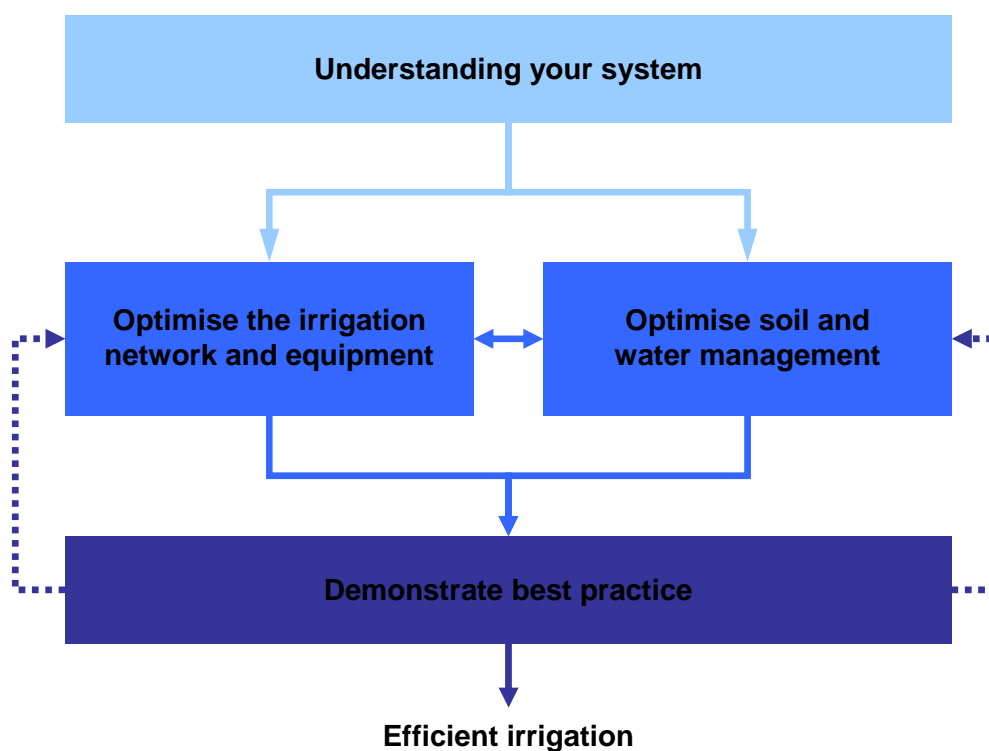 Understanding your system
Optimise the irrigation
network and equipment
Optimise soil and
water management
Demonstrate best practice
Efficient irrigation